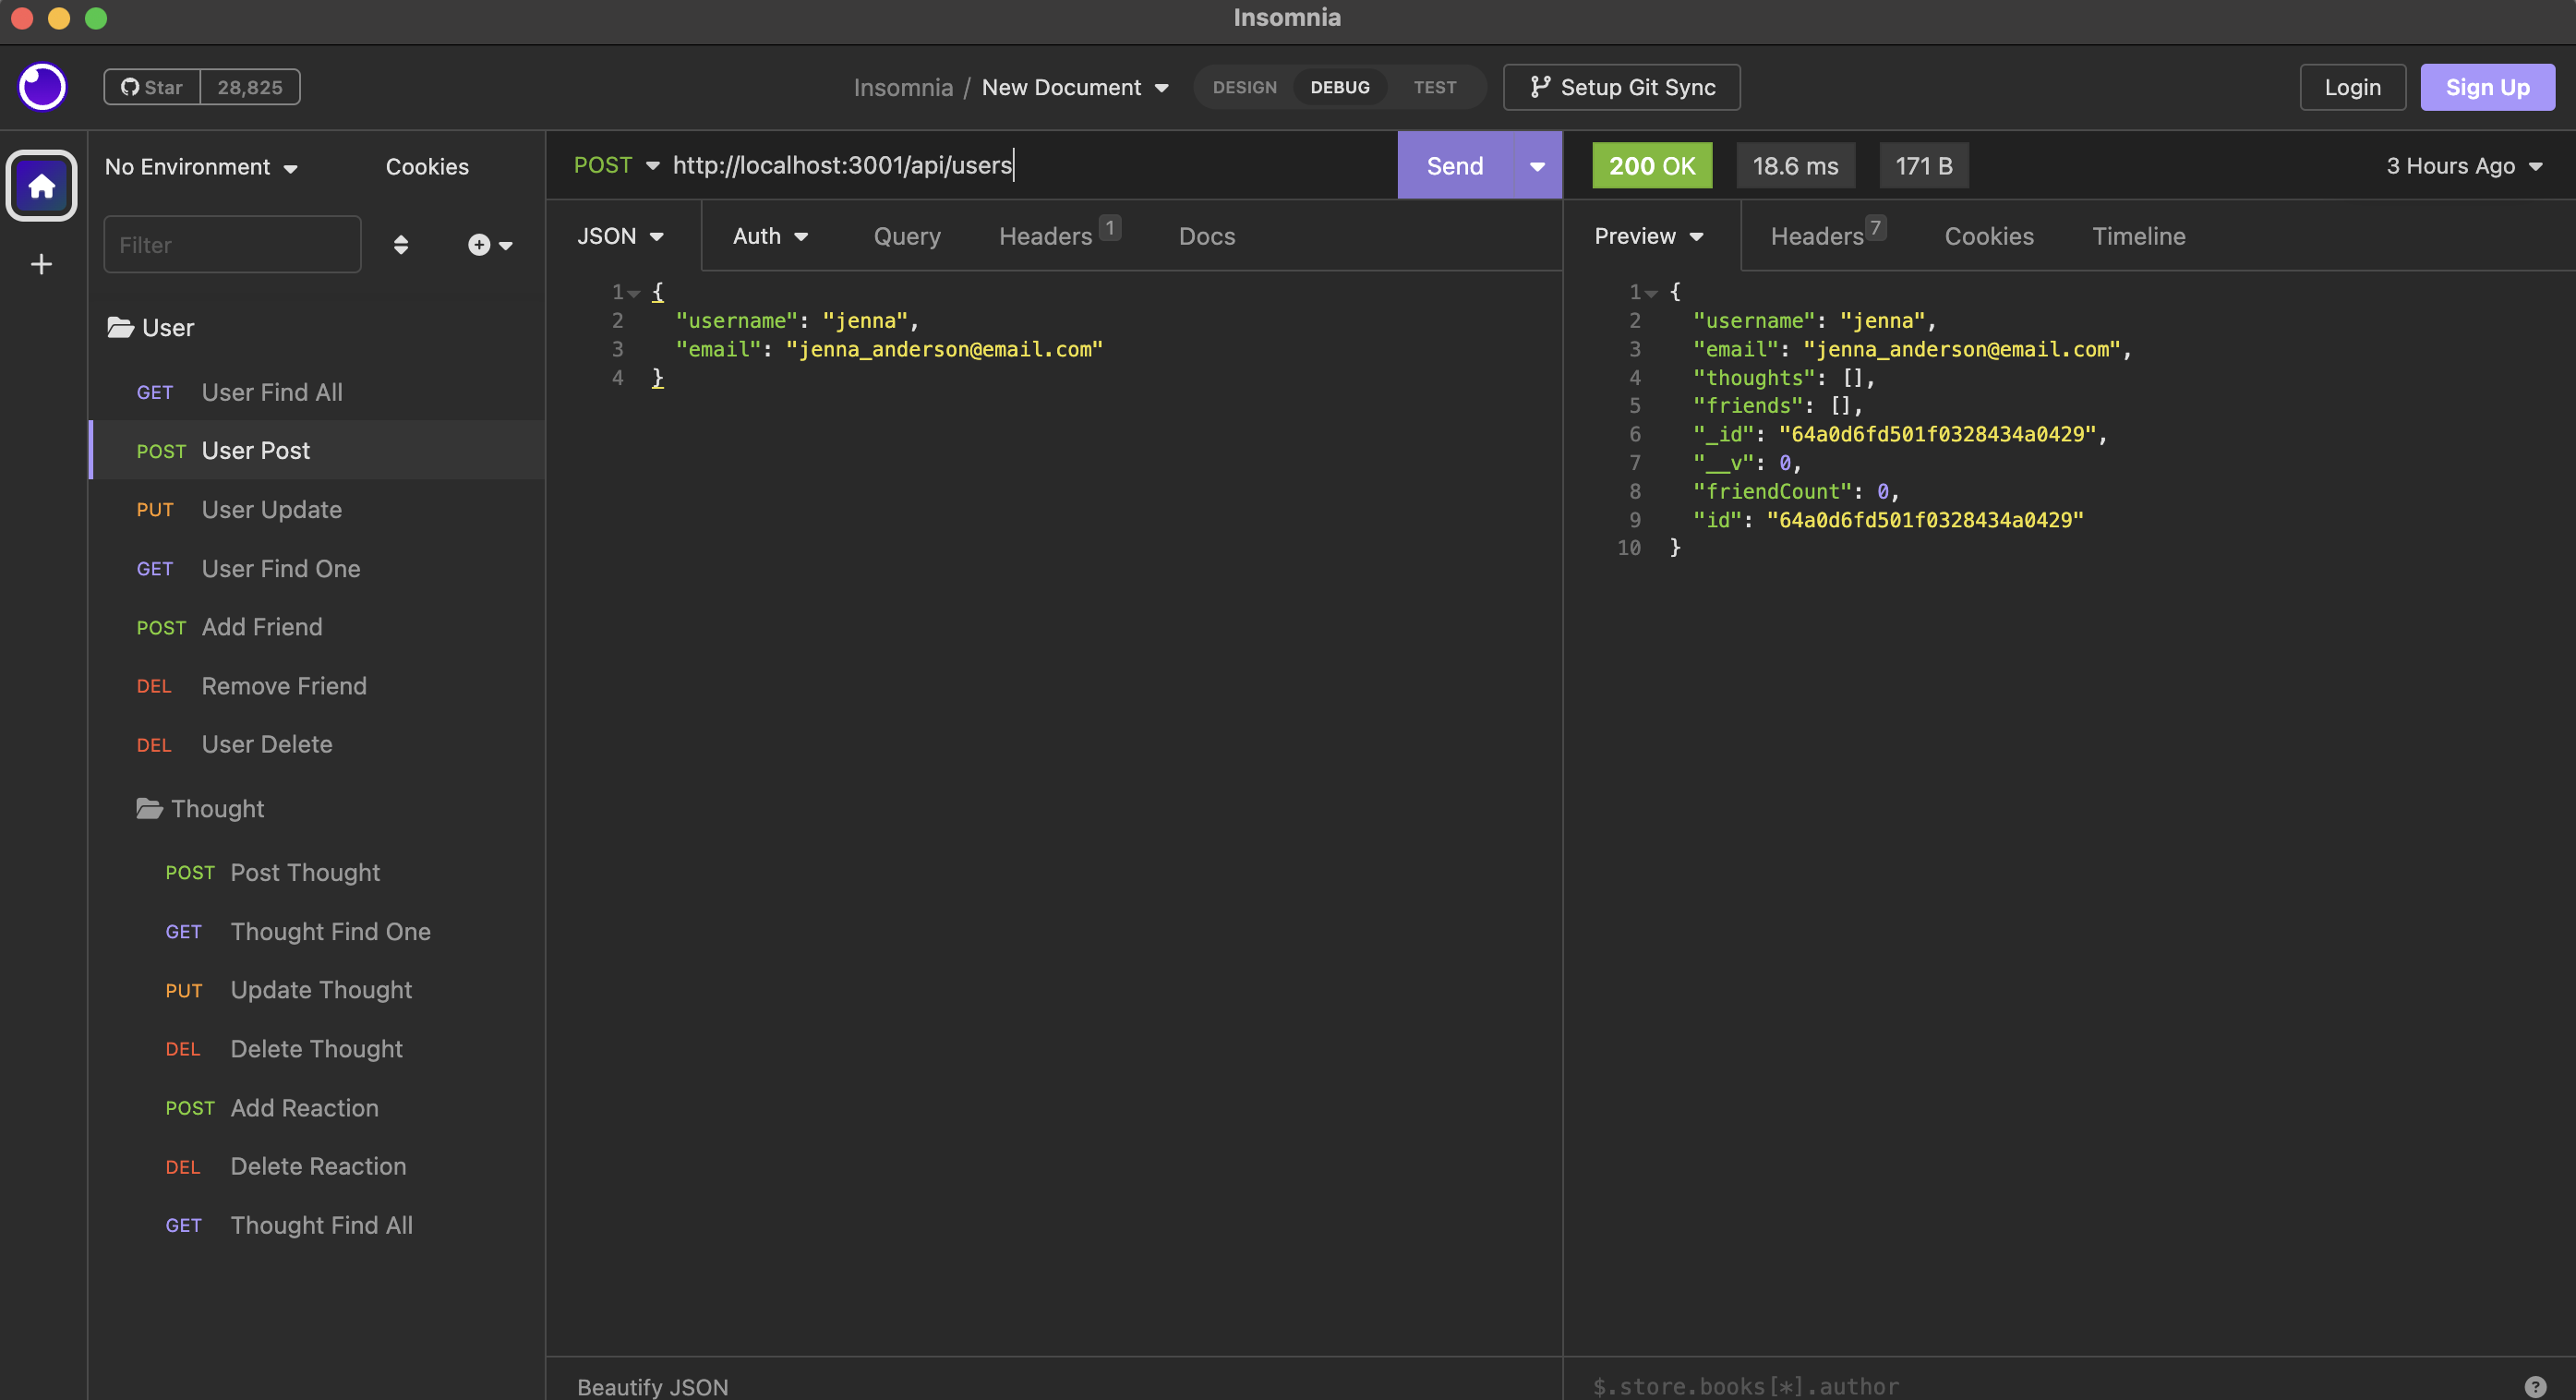 Insomnia
Star 28,825
Insomnia / New Document
DESIGN DEBUG TEST
Setup Git Sync
Login
Sign Up
No Environment
Cookies
Filter
User
GET User Find All
POST User Post
PUT User Update
GET User Find One
POST Add Friend
DEL Remove Friend
DEL User Delete
Thought
POST Post Thought
GET Thought Find One
PUT Update Thought
DEL Delete Thought
POST Add Reaction
DEL Delete Reaction
GET Thought Find All
POST http://localhost:3001/api/users
Send
JSON Auth Query Headers 1 Docs
1 {
2 "username": "jenna",
3 "email": "jenna_anderson@email.com"
4 }
Beautify JSON
200 OK 18.6 ms 171 B
3 Hours Ago
Preview Headers 7 Cookies Timeline
1 {
2 "username": "jenna",
3 "email": "jenna_anderson@email.com",
4 "thoughts": [],
5 "friends": [],
6 "_id": "64a0d6fd501f0328434a0429",
7 "__v": 0,
8 "friendCount": 0,
9 "id": "64a0d6fd501f0328434a0429"
10 }
$.store.books[*].author
?